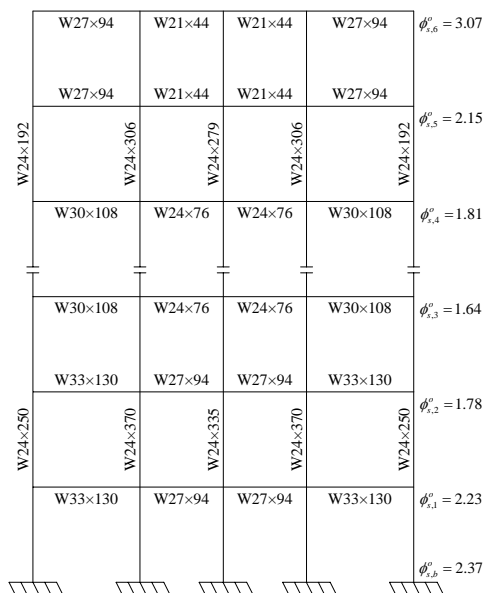 W27×94 W21×44 W21×44 W27×94 ϕ°ₛ,₆ = 3.07
W27×94 W21×44 W21×44 W27×94 ϕ°ₛ,₅ = 2.15
W24×192 W24×306 W24×279 W24×306 W24×192
W30×108 W24×76 W24×76 W30×108 ϕ°ₛ,₄ = 1.81
W30×108 W24×76 W24×76 W30×108 ϕ°ₛ,₃ = 1.64
W33×130 W27×94 W27×94 W33×130 ϕ°ₛ,₂ = 1.78
W24×250 W24×370 W24×335 W24×370 W24×250
W33×130 W27×94 W27×94 W33×130 ϕ°ₛ,₁ = 2.23
ϕ°ₛ,b = 2.37